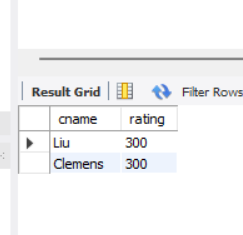 Result Grid Filter Rows
cname rating
Liu 300
Clemens 300